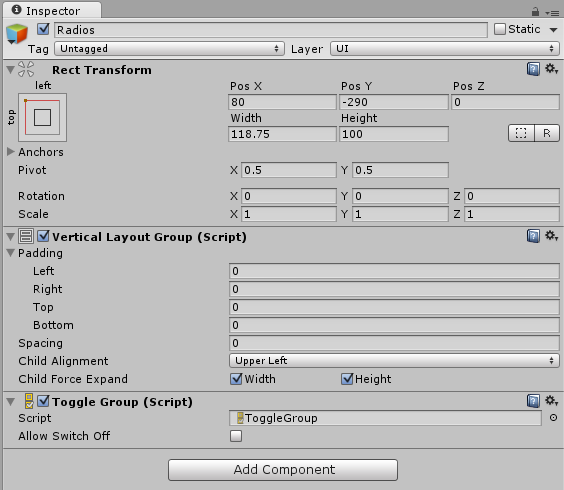 Inspector
Radios Static
Tag Untagged Layer UI
Rect Transform
left Pos X Pos Y Pos Z
top 80 -290 0
Width Height
118.75 100 R
Anchors
Pivot X 0.5 Y 0.5
Rotation X 0 Y 0 Z 0
Scale X 1 Y 1 Z 1
Vertical Layout Group (Script)
Padding
Left 0
Right 0
Top 0
Bottom 0
Spacing 0
Child Alignment Upper Left
Child Force Expand Width Height
Toggle Group (Script)
Script ToggleGroup
Allow Switch Off
Add Component